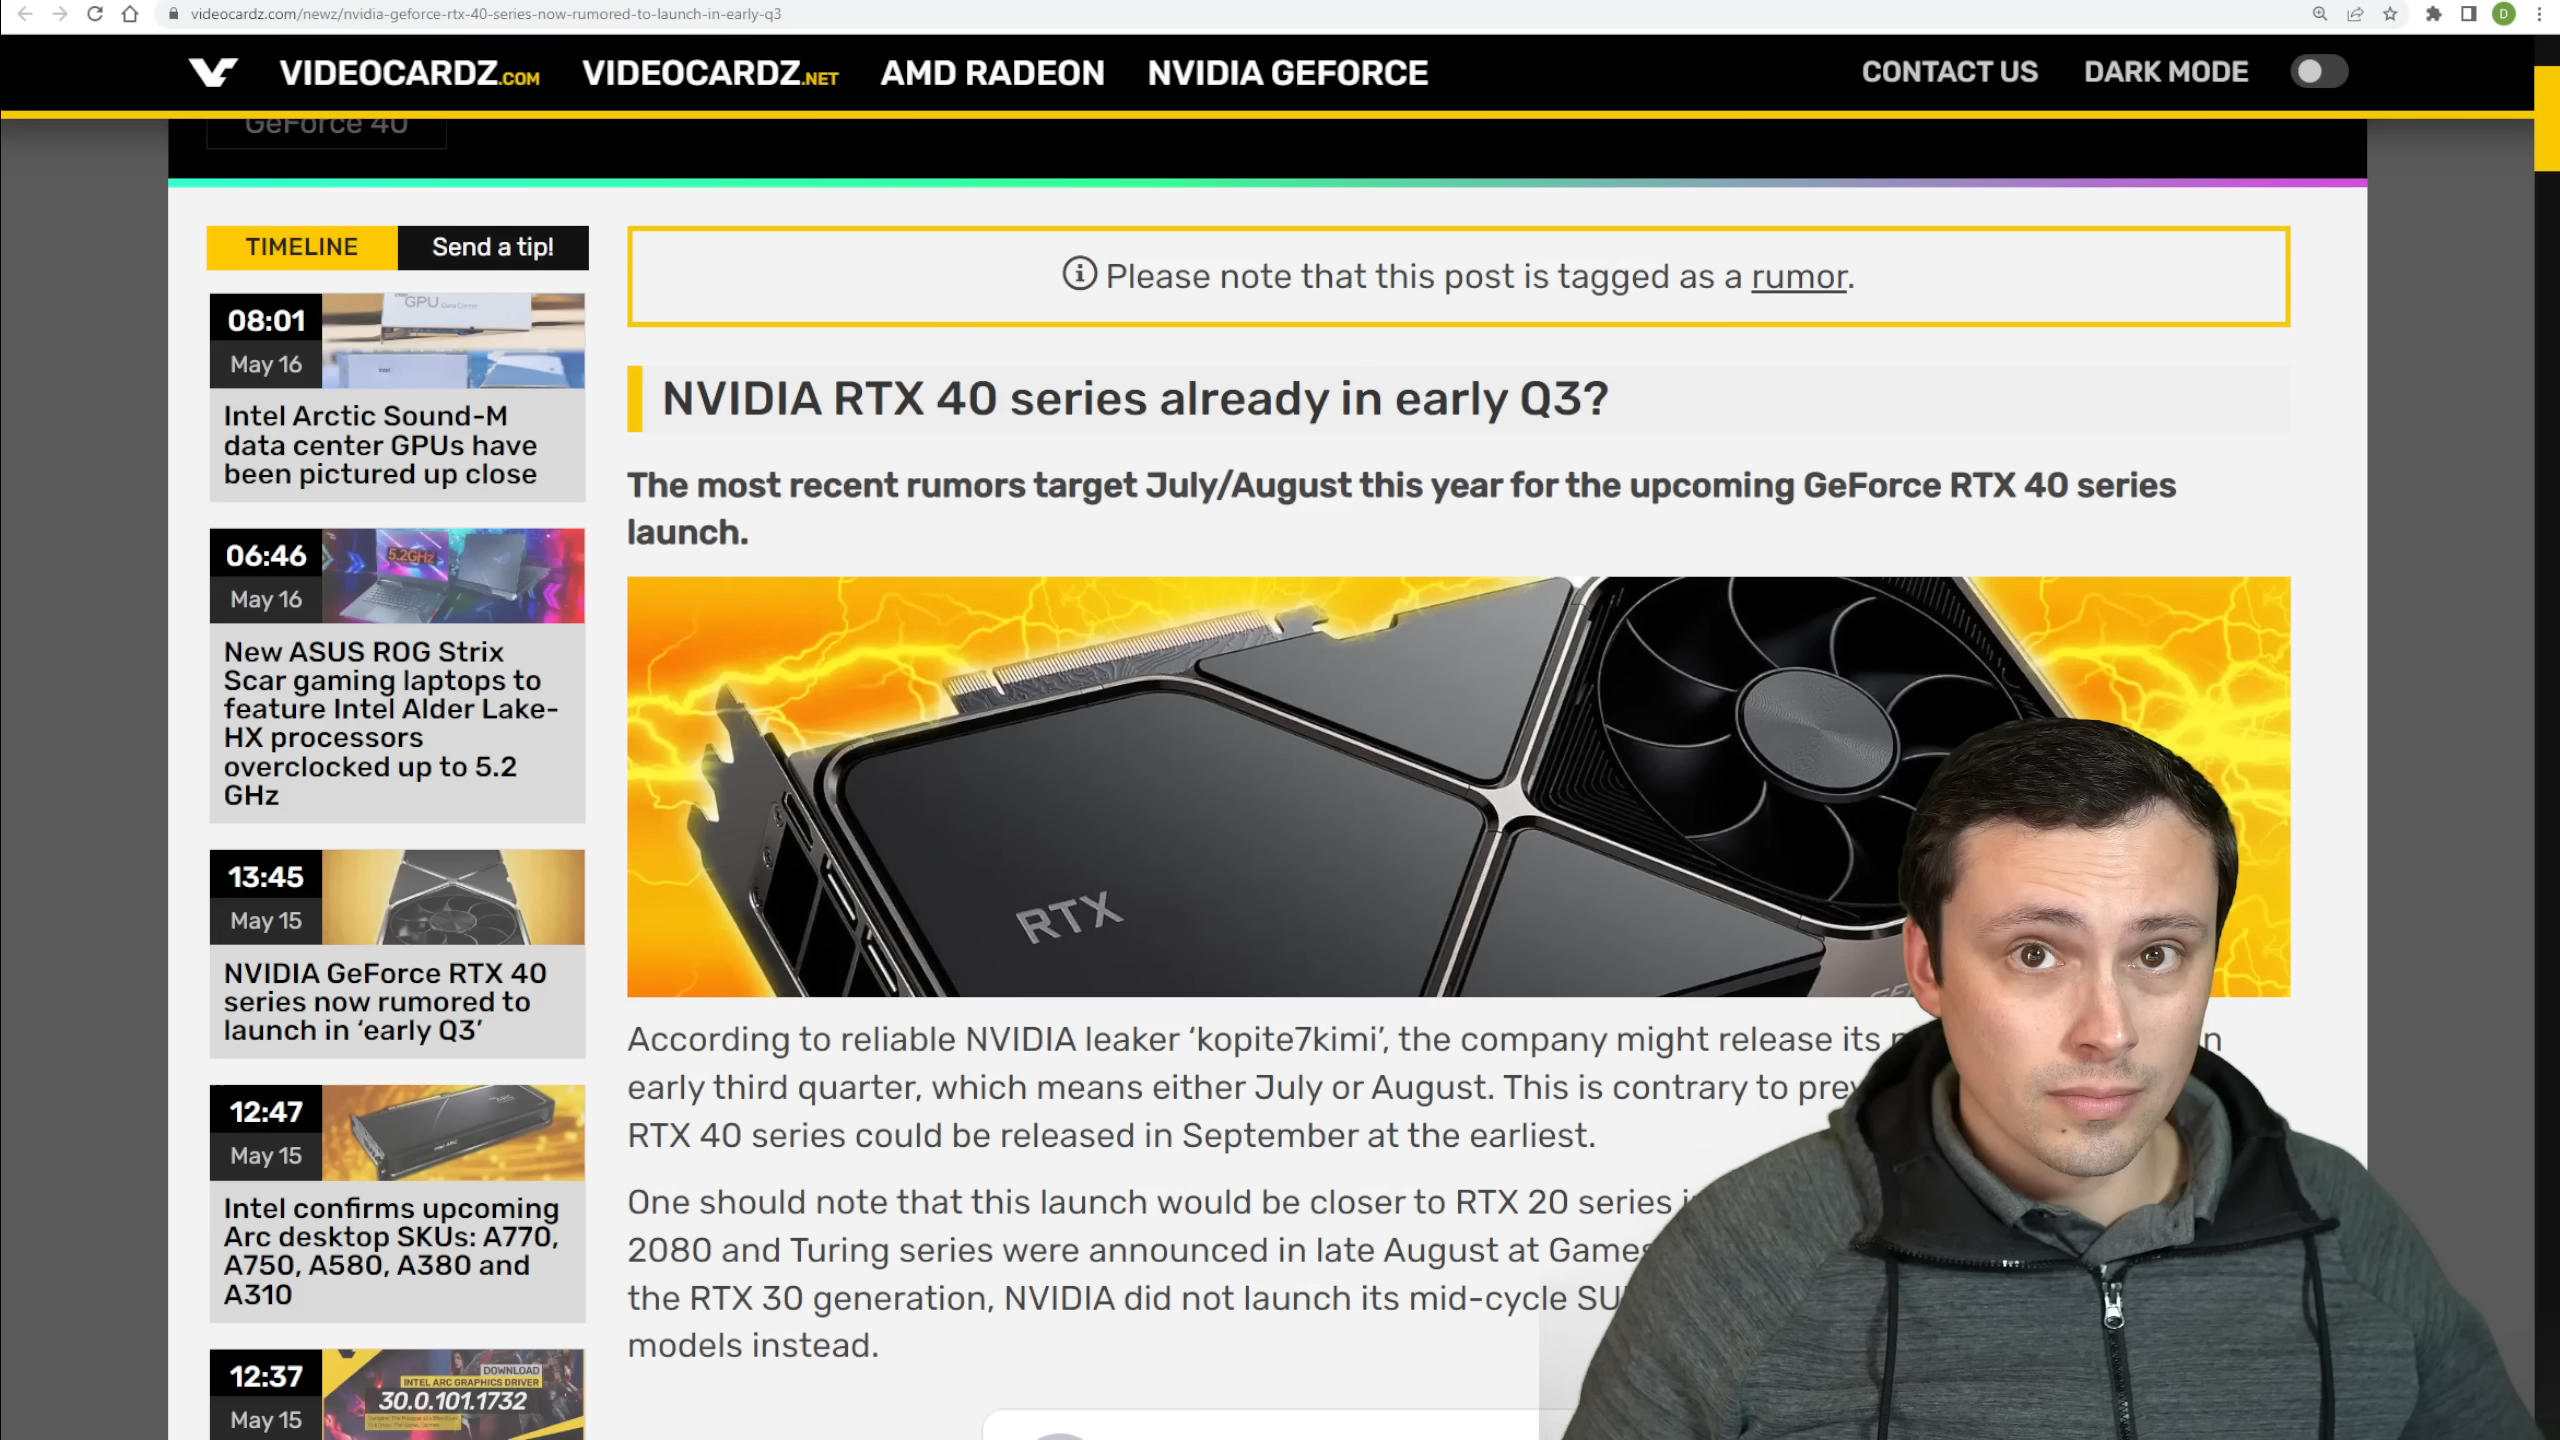 videocardz.com/newz/nvidia-geforce-rtx-40-series-now-rumored-to-launch-in-early-q3
D
VIDEOCARDZ.COM
VIDEOCARDZ.NET
AMD RADEON
NVIDIA GEFORCE
CONTACT US
DARK MODE
GeForce 40
TIMELINE
Send a tip!
08:01
May 16
GPU Data Center
Intel Arctic Sound-M
data center GPUs have
been pictured up close
06:46
May 16
5.2GHz
New ASUS ROG Strix
Scar gaming laptops to
feature Intel Alder Lake-
HX processors
overclocked up to 5.2
GHz
13:45
May 15
NVIDIA GeForce RTX 40
series now rumored to
launch in ‘early Q3’
12:47
May 15
Intel confirms upcoming
Arc desktop SKUs: A770,
A750, A580, A380 and
A310
12:37
May 15
DOWNLOAD
INTEL ARC GRAPHICS DRIVER
30.0.101.1732
Please note that this post is tagged as a rumor.
NVIDIA RTX 40 series already in early Q3?
The most recent rumors target July/August this year for the upcoming GeForce RTX 40 series
launch.
RTX
According to reliable NVIDIA leaker ‘kopite7kimi’, the company might release its
early third quarter, which means either July or August. This is contrary to
RTX 40 series could be released in September at the earliest.
One should note that this launch would be closer to RTX 20 series
2080 and Turing series were announced in late August at
the RTX 30 generation, NVIDIA did not launch its mid-cycle
models instead.